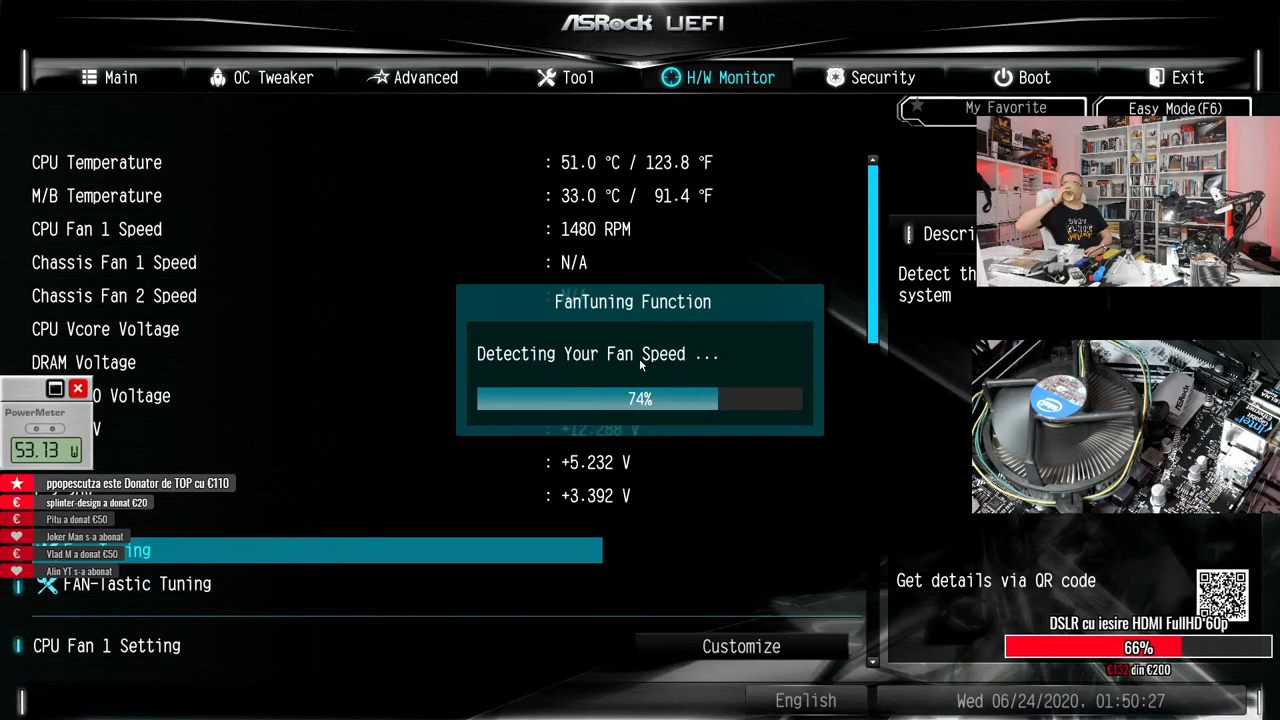 ASRock UEFI
Main
OC Tweaker
Advanced
Tool
H/W Monitor
Security
Boot
Exit
My Favorite
Easy Mode(F6)
CPU Temperature : 51.0 °C / 123.8 °F
M/B Temperature : 33.0 °C / 91.4 °F
CPU Fan 1 Speed : 1480 RPM
Chassis Fan 1 Speed : N/A
Chassis Fan 2 Speed
CPU Vcore Voltage
DRAM Voltage
O Voltage
V
+12.288 V
: +5.232 V
: +3.392 V
FanTuning Function
Detecting Your Fan Speed ...
74%
Descri
Detect th
system
PowerMeter
53.13 W
ppopescutza este Donator de TOP cu €110
splinter-design a donat €20
Pitu a donat €50
Joker Man s-a abonat
Vlad M a donat €50
Alin YT s-a abonat
ing
FAN-Tastic Tuning
CPU Fan 1 Setting
Customize
intel
Get details via QR code
DSLR cu iesire HDMI FullHD 60p
66%
€132 din €200
English
Wed 06/24/2020, 01:50:27